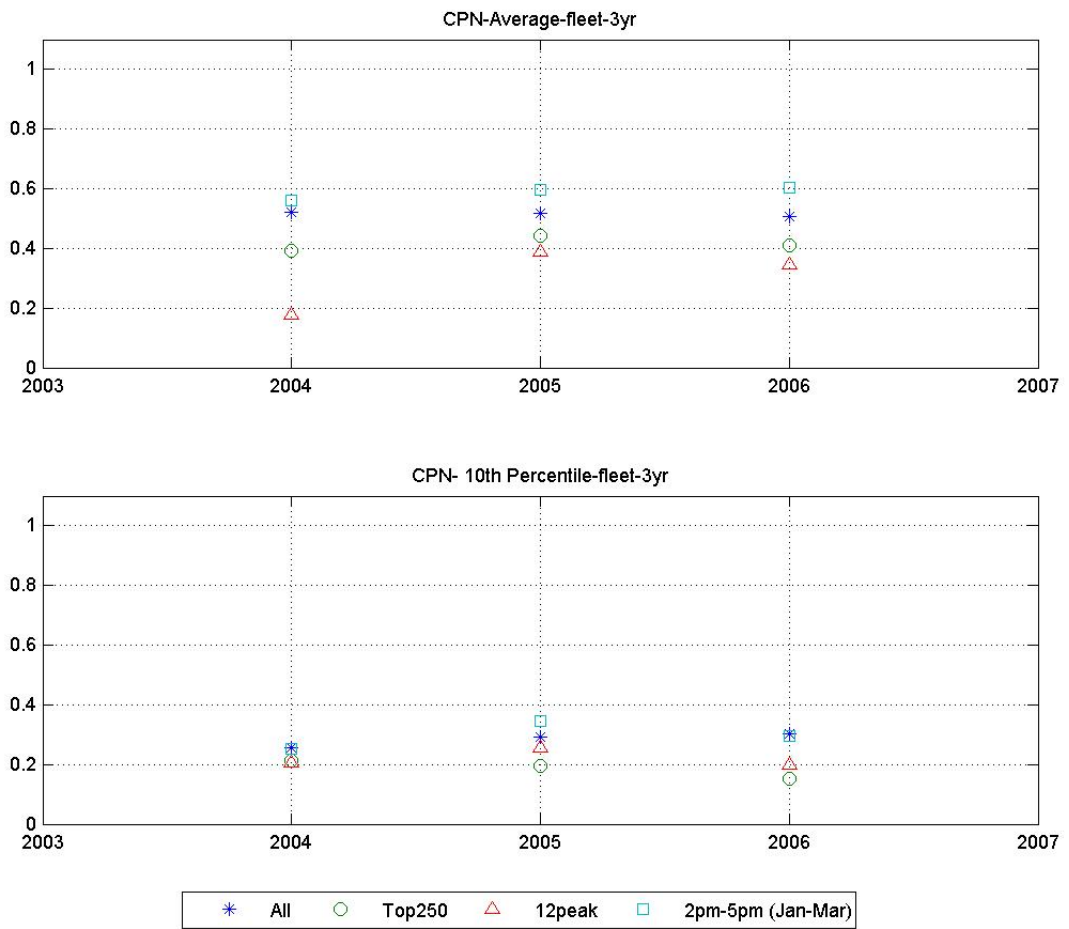 CPN-Average-fleet-3yr
1
0.8
0.6
0.4
0.2
0
2003 2004 2005 2006 2007
CPN- 10th Percentile-fleet-3yr
1
0.8
0.6
0.4
0.2
0
2003 2004 2005 2006 2007
All Top250 12peak 2pm-5pm (Jan-Mar)